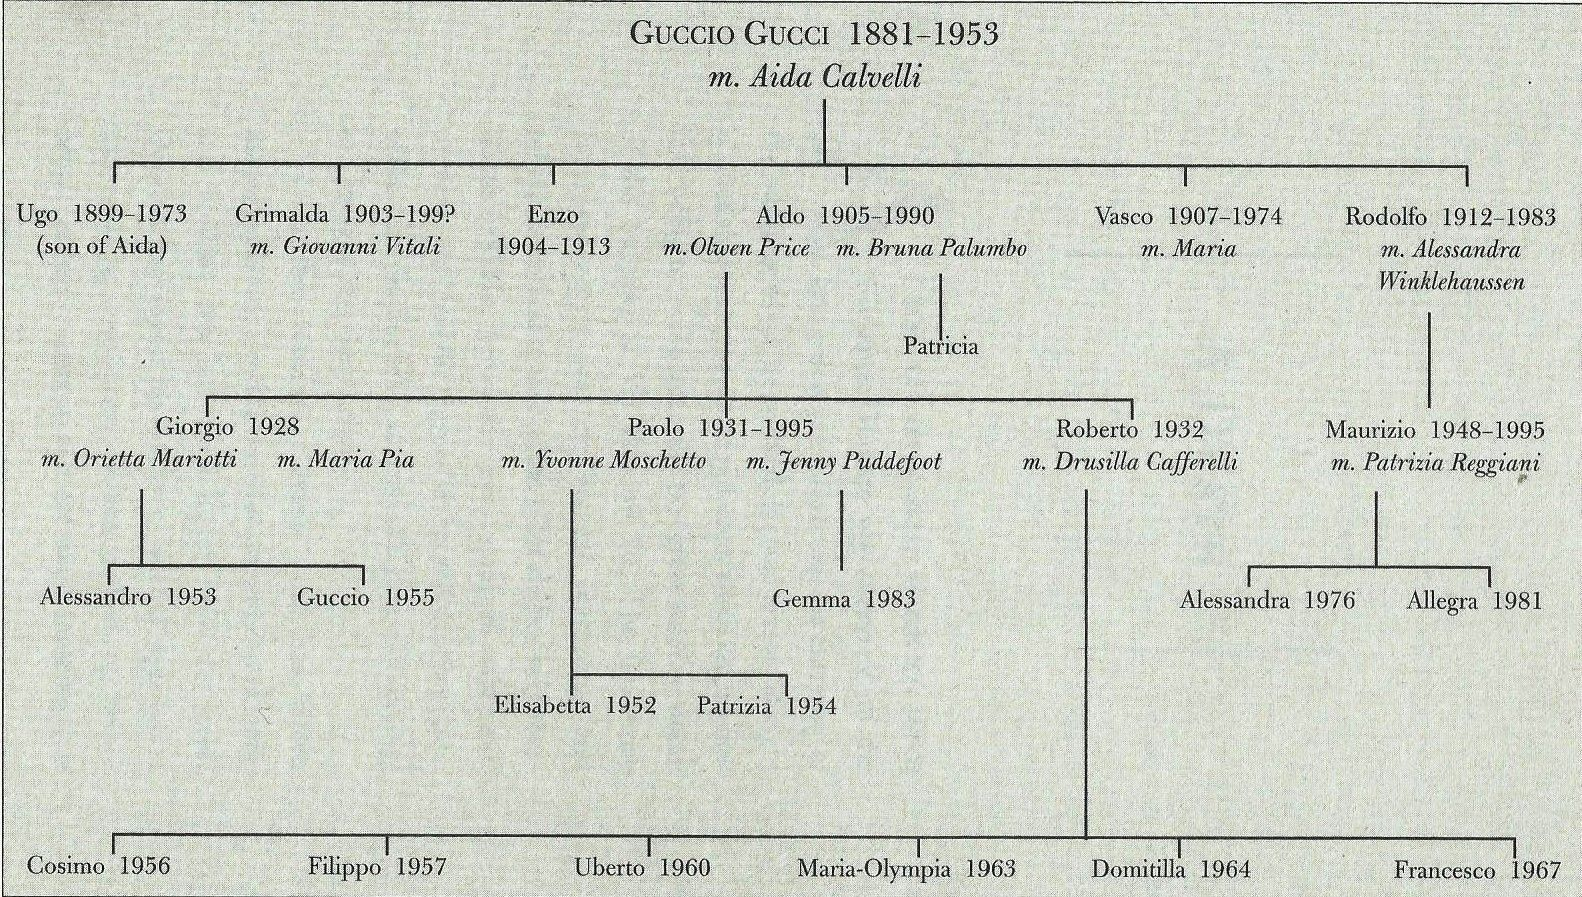 GUCCIO GUCCI 1881–1953
m. Aida Calvelli
Ugo 1899–1973
(son of Aida)
Grimalda 1903–199?
m. Giovanni Vitali
Enzo
1904–1913
Aldo 1905–1990
m. Olwen Price m. Bruna Palumbo
Vasco 1907–1974
m. Maria
Rodolfo 1912–1983
m. Alessandra
Winklehaussen
Patricia
Giorgio 1928
m. Orietta Mariotti m. Maria Pia
Paolo 1931–1995
m. Yvonne Moschetto m. Jenny Puddefoot
Roberto 1932
m. Drusilla Cafferelli
Maurizio 1948–1995
m. Patrizia Reggiani
Alessandro 1953
Guccio 1955
Gemma 1983
Alessandra 1976
Allegra 1981
Elisabetta 1952
Patrizia 1954
Cosimo 1956
Filippo 1957
Uberto 1960
Maria-Olympia 1963
Domitilla 1964
Francesco 1967